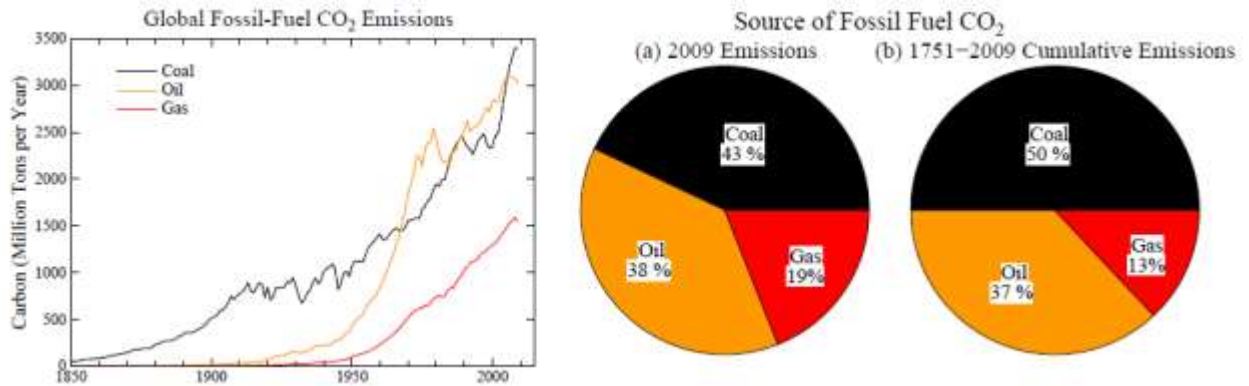 Global Fossil-Fuel CO₂ Emissions
3500
3000
2500
2000
1500
1000
500
0
Carbon (Million Tons per Year)
Coal
Oil
Gas
1850
1900
1950
2000
Source of Fossil Fuel CO₂
(a) 2009 Emissions
Coal
43 %
Oil
38 %
Gas
19%
(b) 1751−2009 Cumulative Emissions
Coal
50 %
Oil
37 %
Gas
13%